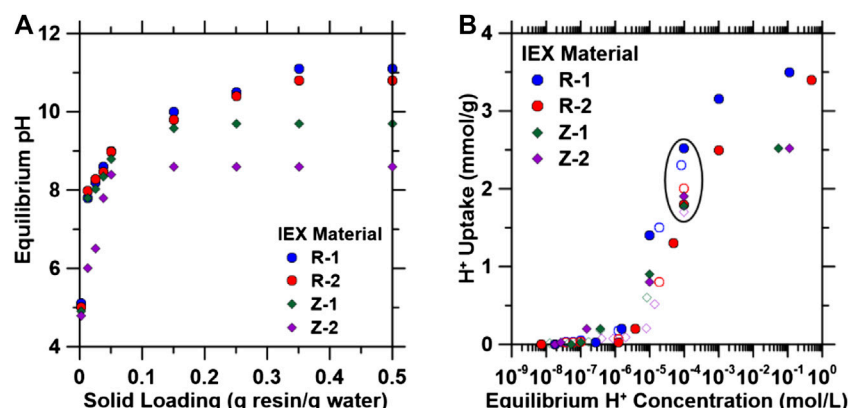 A
B
12
10
8
6
4
Equilibrium pH
IEX Material
R-1
R-2
Z-1
Z-2
0 0.1 0.2 0.3 0.4 0.5
Solid Loading (g resin/g water)
4
3
2
1
0
H⁺ Uptake (mmol/g)
IEX Material
R-1
R-2
Z-1
Z-2
10⁻⁹ 10⁻⁸ 10⁻⁷ 10⁻⁶ 10⁻⁵ 10⁻⁴ 10⁻³ 10⁻² 10⁻¹ 10⁰
Equilibrium H⁺ Concentration (mol/L)